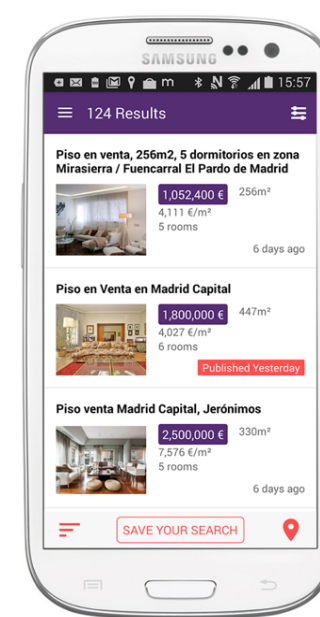 SAMSUNG
15:57
124 Results
Piso en venta, 256m2, 5 dormitorios en zona
Mirasierra / Fuencarral El Pardo de Madrid
1,052,400 € 256m²
4,111 €/m²
5 rooms
6 days ago
Piso en Venta en Madrid Capital
1,800,000 € 447m²
4,027 €/m²
6 rooms
Published Yesterday
Piso venta Madrid Capital, Jerónimos
2,500,000 € 330m²
7,576 €/m²
5 rooms
6 days ago
SAVE YOUR SEARCH